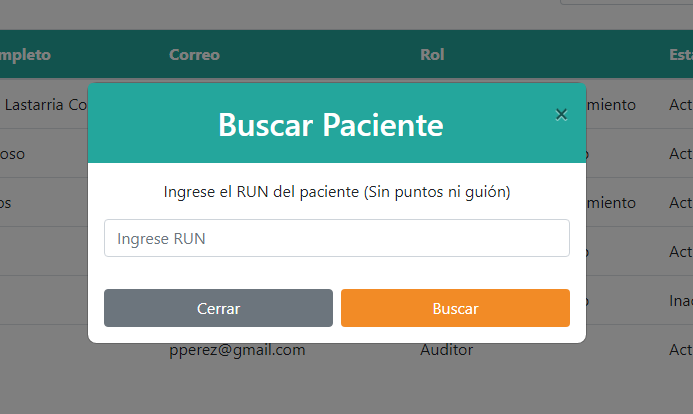 mpleto Correo Rol Esta
Buscar Paciente
×
Lastarria Co miento Act
Ingrese el RUN del paciente (Sin puntos ni guión)
oso o Act
os miento Act
Ingrese RUN
o Act
Cerrar Buscar
o Inac
pperez@gmail.com Auditor Act